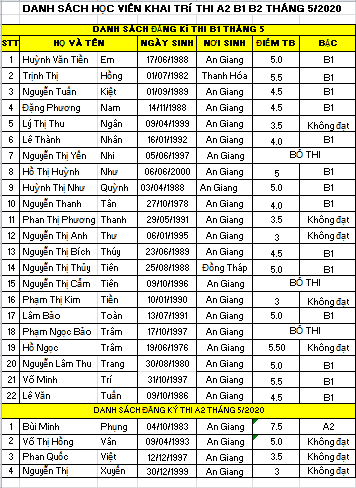 DANH SÁCH HỌC VIÊN KHAI TRÍ THI A2 B1 B2 THÁNG 5/2020
DANH SÁCH ĐĂNG KÍ THI B1 THÁNG 5
STT HỌ VÀ TÊN NGÀY SINH NƠI SINH ĐIỂM TB BẬC
1 Huỳnh Văn Tiền Em 17/06/1988 An Giang 5.0 B1
2 Trịnh Thị Hồng 01/07/1982 Thanh Hóa 5.5 B1
3 Nguyễn Tuấn Kiệt 01/09/1989 An Giang 4.5 B1
4 Đặng Phương Nam 14/11/1988 An Giang 4.5 B1
5 Lý Thị Thu Ngân 09/04/1999 An Giang 3.5 Không đạt
6 Lê Thành Nhân 16/01/1992 An Giang 4.0 B1
7 Nguyễn Thị Yến Nhi 05/06/1997 An Giang BỎ THI
8 Hồ Thị Huỳnh Như 06/06/2000 An Giang 5 B1
9 Huỳnh Thị Như Quỳnh 03/04/1988 An Giang 5.0 B1
10 Nguyễn Thanh Tân 27/10/1978 An Giang 4.0 B1
11 Phan Thị Phương Thanh 29/05/1991 An Giang 3.5 Không đạt
12 Nguyễn Thị Anh Thư 06/01/1995 An Giang 3 Không đạt
13 Nguyễn Thị Bích Thủy 23/06/1989 An Giang 4.5 B1
14 Nguyễn Thị Thủy Tiên 25/08/1988 Đồng Tháp 5.0 B1
15 Nguyễn Thị Cẩm Tiên 09/10/1996 An Giang BỎ THI
16 Phạm Thị Kim Tiền 10/01/1990 An Giang 3 Không đạt
17 Lâm Bảo Toàn 13/07/1991 An Giang 5.0 B1
18 Phạm Ngọc Bảo Trâm 17/10/1997 An Giang BỎ THI
19 Hồ Ngọc Trâm 19/06/1976 An Giang 5.50 Không đạt
20 Nguyễn Lâm Thu Trang 30/08/1980 An Giang 5.0 B1
21 Võ Minh Trí 31/10/1997 An Giang 5.5 B1
22 Lê Văn Tuấn 09/10/1986 An Giang 4.5 B1
DANH SÁCH ĐĂNG KÝ THI A2 THÁNG 5/2020
1 Bùi Minh Phụng 04/10/1983 An Giang 7.5 A2
2 Võ Thị Hồng Vân 09/04/1993 An Giang 5.0 Không đạt
3 Phan Quốc Việt 12/12/1997 An Giang 3.5 Không đạt
4 Nguyễn Thị Xuyến 30/12/1999 An Giang 3 Không đạt